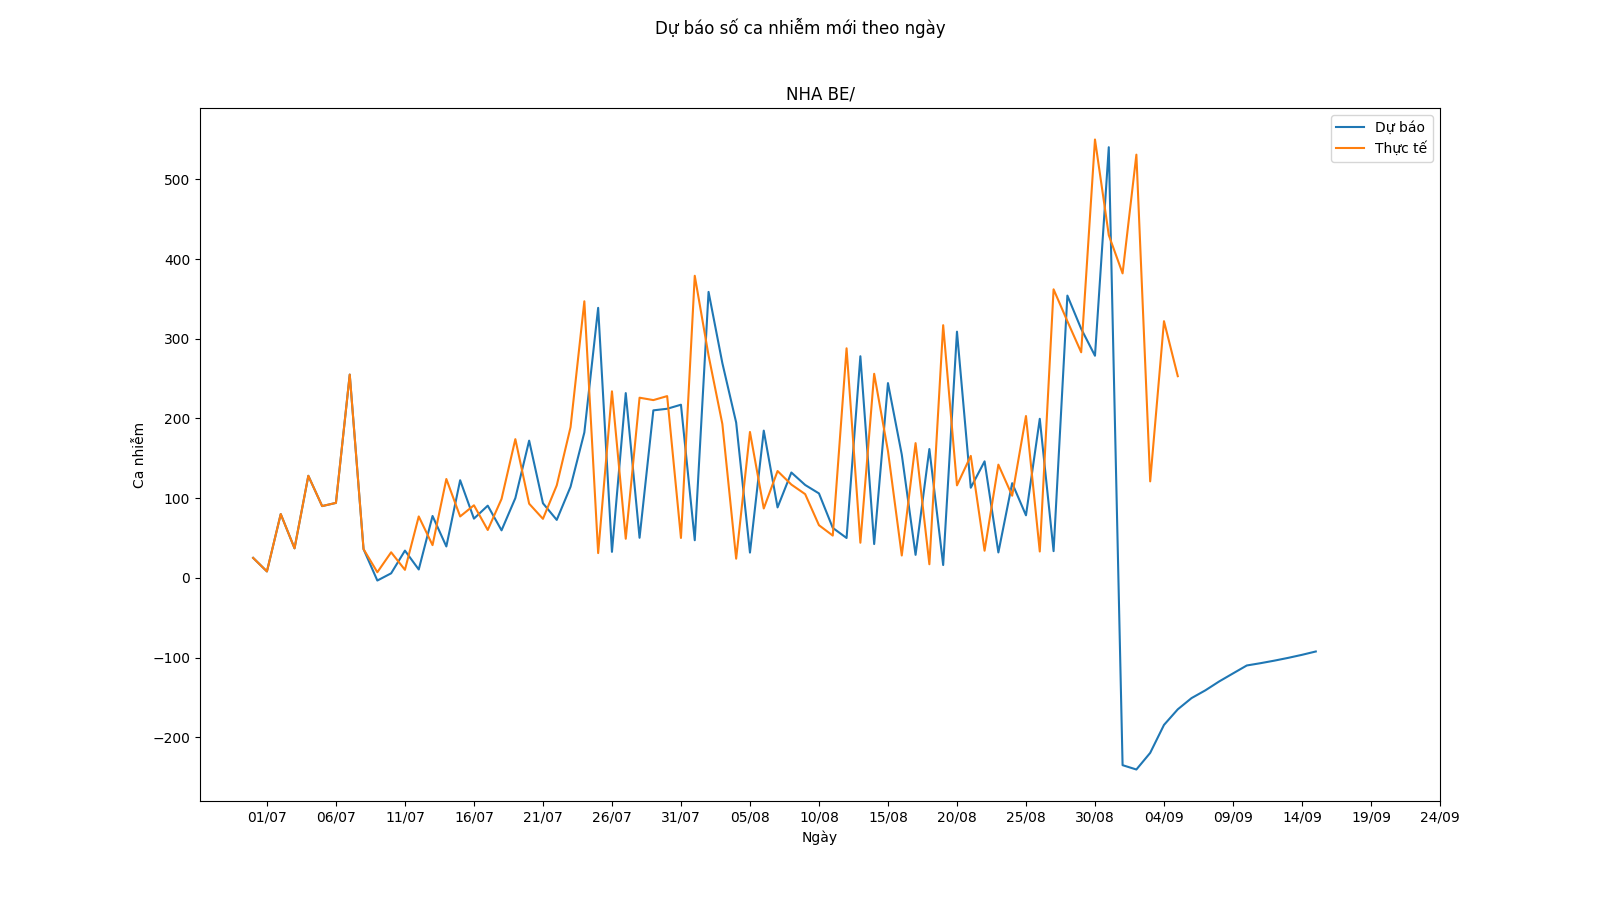 Dự báo số ca nhiễm mới theo ngày
NHA BE/
Dự báo
Thực tế
500
400
300
200
100
0
−100
−200
Ca nhiễm
01/07 06/07 11/07 16/07 21/07 26/07 31/07 05/08 10/08 15/08 20/08 25/08 30/08 04/09 09/09 14/09 19/09 24/09
Ngày